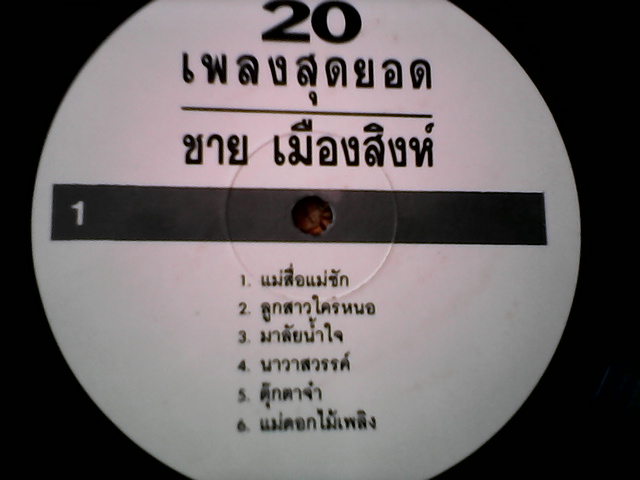 20
เพลงสุดยอด
ชาย เมืองสิงห์
1
1. แม่สื่อแม่ชัก
2. ลูกสาวใครหนอ
3. มาลัยน้ำใจ
4. นาวาสวรรค์
5. ตุ๊กตาจ๋า
6. แม่ดอกไม้เพลิง